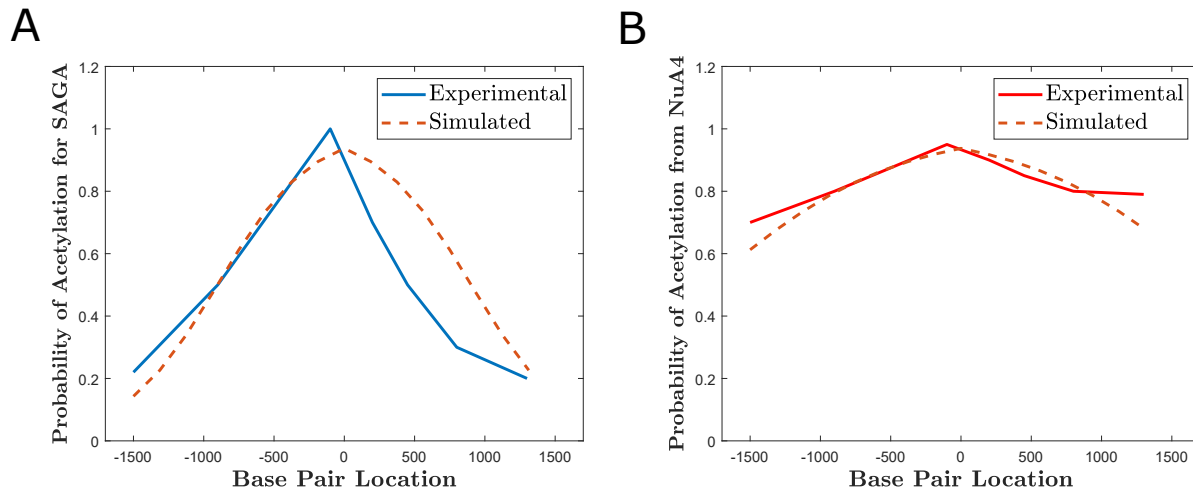 A
Probability of Acetylation for SAGA
1.2
1
0.8
0.6
0.4
0.2
0
Experimental
Simulated
-1500 -1000 -500 0 500 1000 1500
Base Pair Location
B
Probability of Acetylation from NuA4
1.2
1
0.8
0.6
0.4
0.2
0
Experimental
Simulated
-1500 -1000 -500 0 500 1000 1500
Base Pair Location